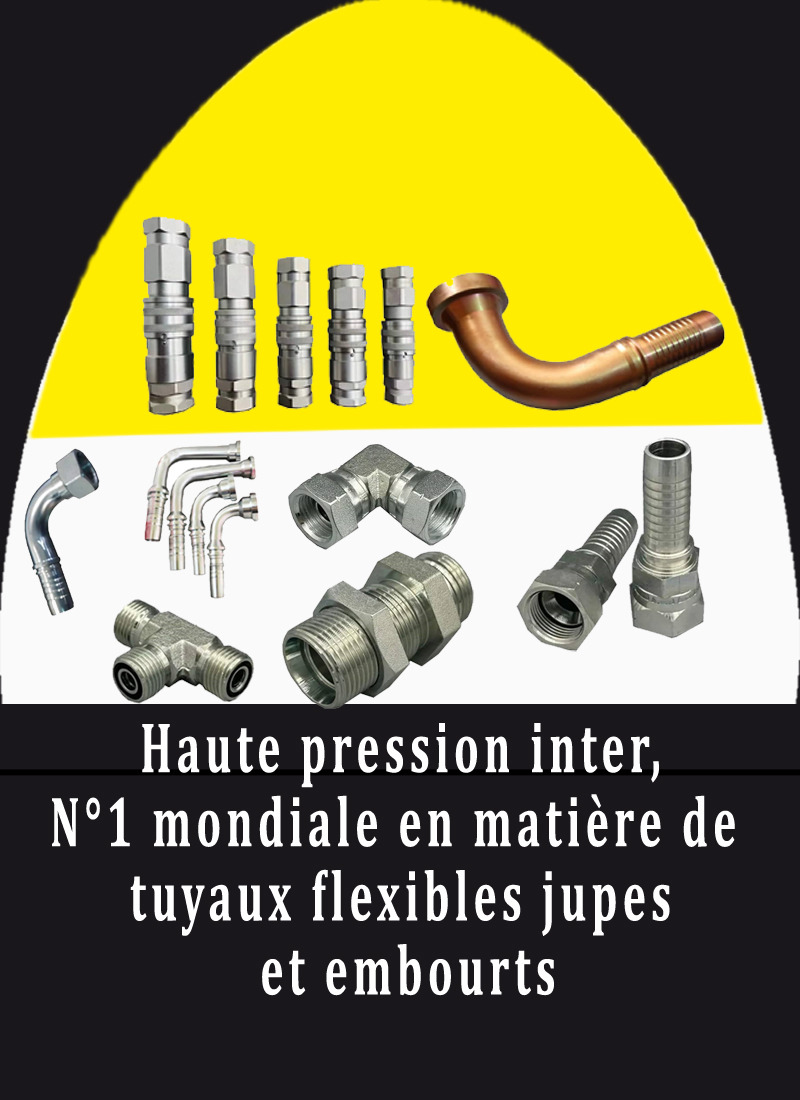 Haute pression inter,
N°1 mondiale en matière de
tuyaux flexibles jupes
et embourts